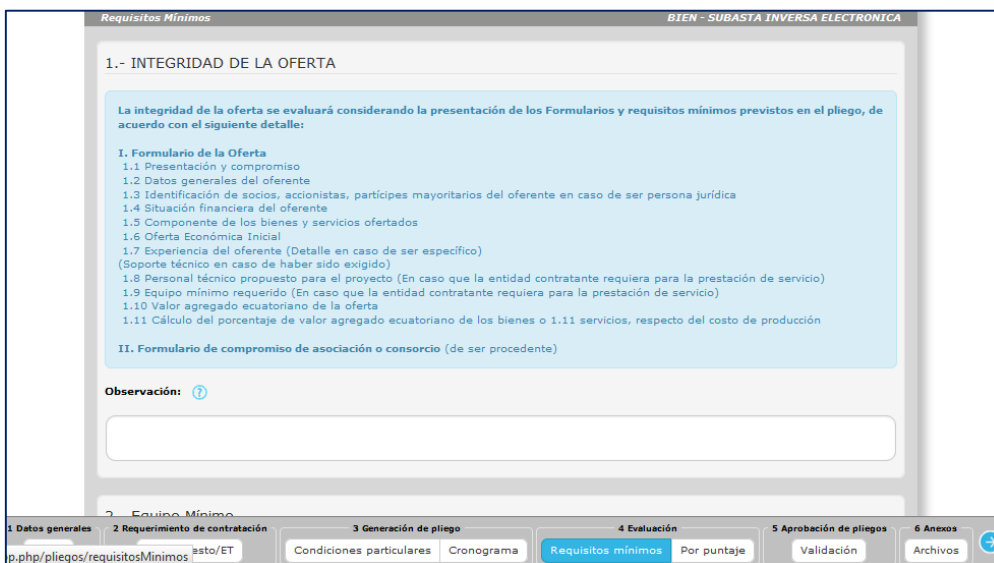 Requisitos Mínimos BIEN - SUBASTA INVERSA ELECTRONICA
1.- INTEGRIDAD DE LA OFERTA
La integridad de la oferta se evaluará considerando la presentación de los Formularios y requisitos mínimos previstos en el pliego, de
acuerdo con el siguiente detalle:
I. Formulario de la Oferta
1.1 Presentación y compromiso
1.2 Datos generales del oferente
1.3 Identificación de socios, accionistas, partícipes mayoritarios del oferente en caso de ser persona jurídica
1.4 Situación financiera del oferente
1.5 Componente de los bienes y servicios ofertados
1.6 Oferta Económica Inicial
1.7 Experiencia del oferente (Detalle en caso de ser específico)
(Soporte técnico en caso de haber sido exigido)
1.8 Personal técnico propuesto para el proyecto (En caso que la entidad contratante requiera para la prestación de servicio)
1.9 Equipo mínimo requerido (En caso que la entidad contratante requiera para la prestación de servicio)
1.10 Valor agregado ecuatoriano de la oferta
1.11 Cálculo del porcentaje de valor agregado ecuatoriano de los bienes o 1.11 servicios, respecto del costo de producción
II. Formulario de compromiso de asociación o consorcio (de ser procedente)
Observación: ?
2.- Equipo Mínimo
1 Datos generales 2 Requerimiento de contratación 3 Generación de pliego 4 Evaluación 5 Aprobación de pliegos 6 Anexos
esto/ET Condiciones particulares Cronograma Requisitos mínimos Por puntaje Validación Archivos
p.php/pliegos/requisitosMinimos